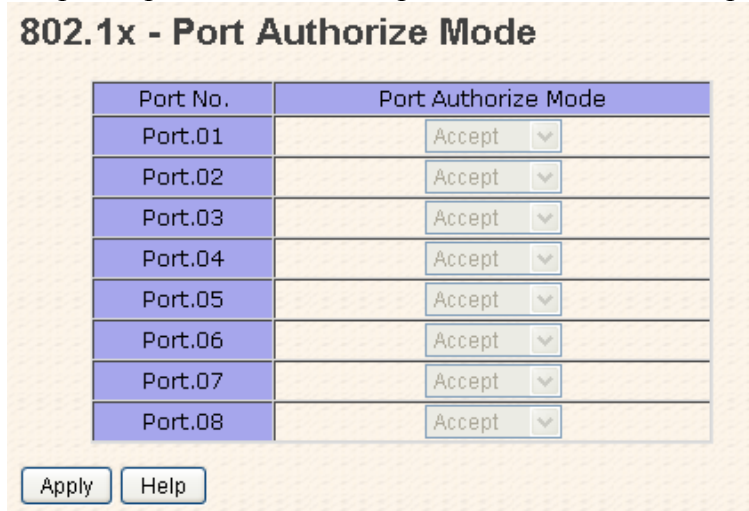 802.1x - Port Authorize Mode
Port No. Port Authorize Mode
Port.01 Accept
Port.02 Accept
Port.03 Accept
Port.04 Accept
Port.05 Accept
Port.06 Accept
Port.07 Accept
Port.08 Accept
Apply Help